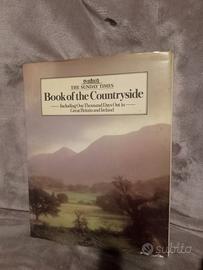 THE SUNDAY TIMES
Book of the Countryside
Including One Thousand Days Out in
Great Britain and Ireland
subito